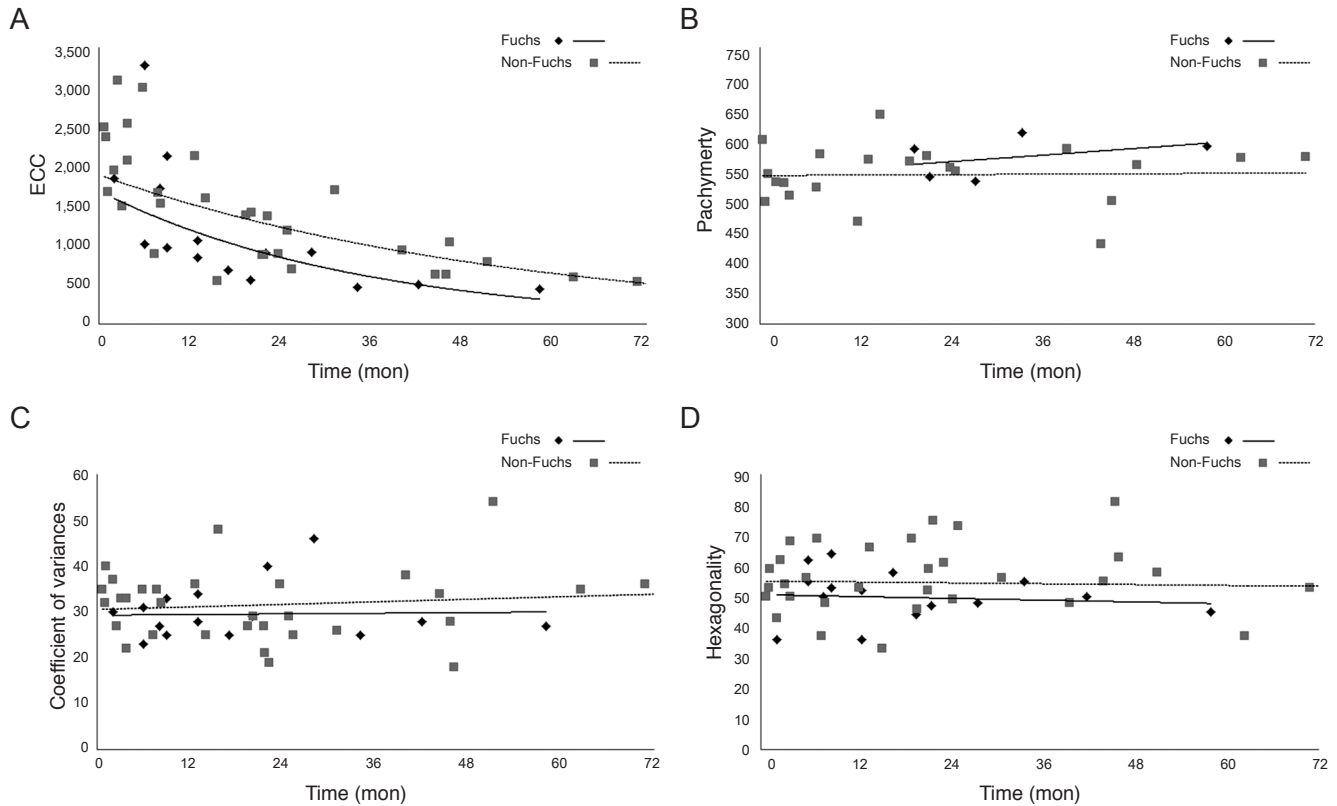 A
Fuchs
Non-Fuchs
3,500
3,000
2,500
2,000
1,500
1,000
500
0
ECC
0 12 24 36 48 60 72
Time (mon)
B
Fuchs
Non-Fuchs
750
700
650
600
550
500
450
400
350
300
Pachymerty
0 12 24 36 48 60 72
Time (mon)
C
Fuchs
Non-Fuchs
60
50
40
30
20
10
0
Coefficient of variances
0 12 24 36 48 60 72
Time (mon)
D
Fuchs
Non-Fuchs
90
80
70
60
50
40
30
20
10
0
Hexagonality
0 12 24 36 48 60 72
Time (mon)